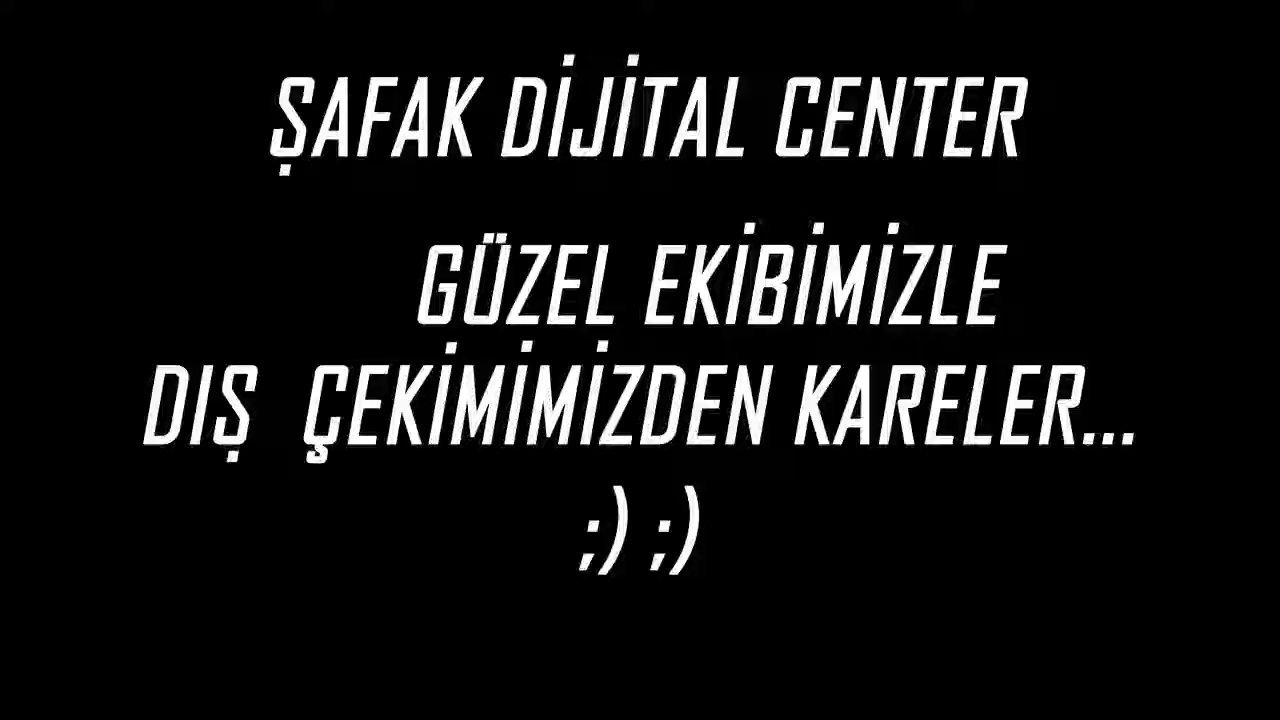 ŞAFAK DİJİTAL CENTER
GÜZEL EKİBİMİZLE
DIŞ ÇEKİMİMİZDEN KARELER...
;) ;)